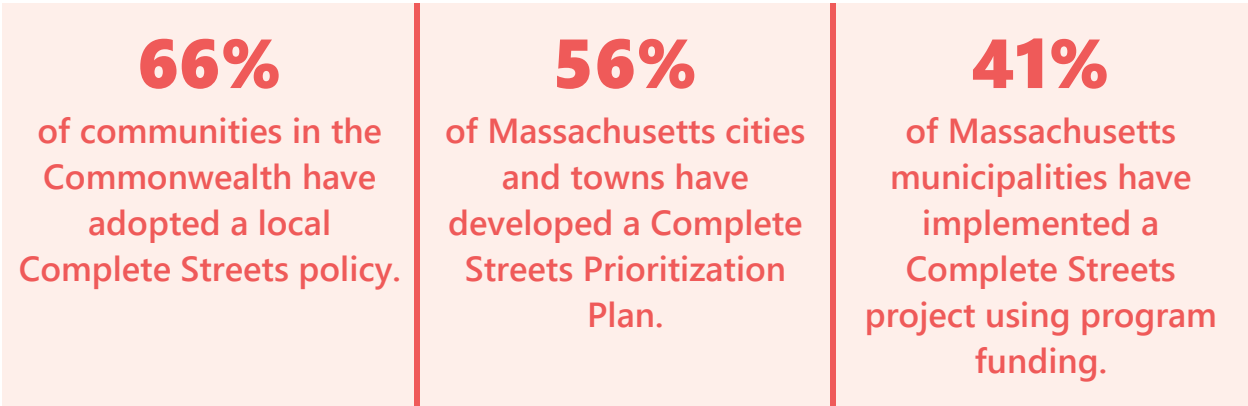 66%
of communities in the
Commonwealth have
adopted a local
Complete Streets policy.
56%
of Massachusetts cities
and towns have
developed a Complete
Streets Prioritization
Plan.
41%
of Massachusetts
municipalities have
implemented a
Complete Streets
project using program
funding.